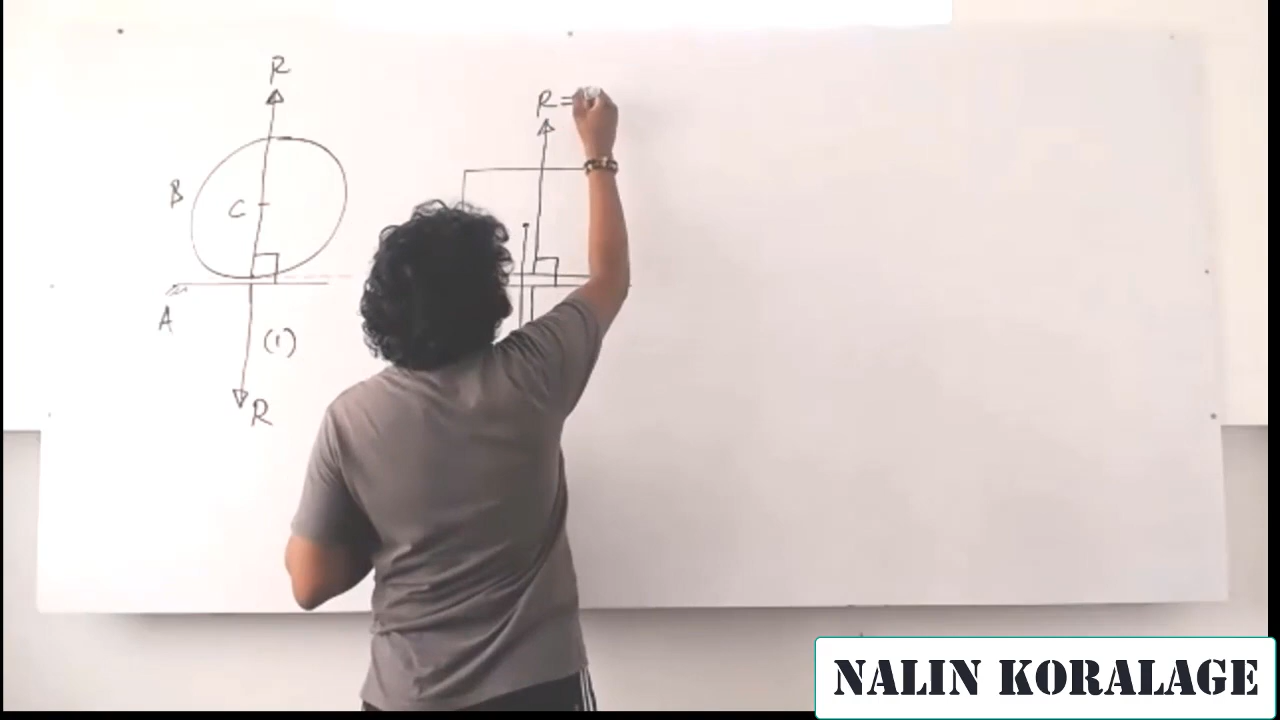 R
B
C
A
(1)
R
R =
NALIN KORALAGE